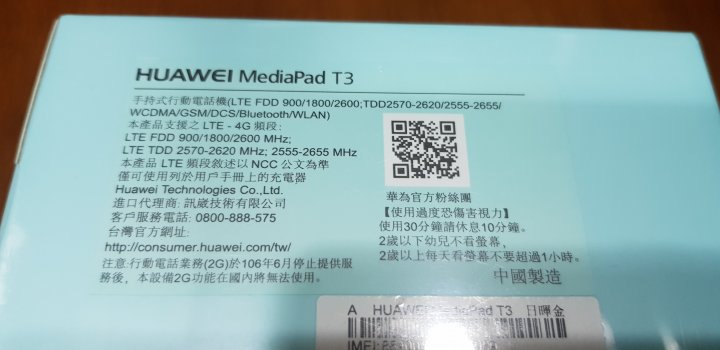 HUAWEI MediaPad T3
手持式行動電話機(LTE FDD 900/1800/2600;TDD2570-2620/2555-2655/
WCDMA/GSM/DCS/Bluetooth/WLAN)
本產品支援之 LTE - 4G 頻段:
LTE FDD 900/1800/2600 MHz;
LTE TDD 2570-2620 MHz; 2555-2655 MHz
本產品 LTE 頻段敘述以 NCC 公文為準
僅可使用列於用戶手冊上的充電器
Huawei Technologies Co.,Ltd.
進口代理商: 訊崴技術有限公司
客戶服務電話: 0800-888-575
台灣官方網址:
http://consumer.huawei.com/tw/
注意:行動電話業務(2G)於106年6月停止提供服
務後，本設備2G功能在國內將無法使用。
華為官方粉絲團
【使用過度恐傷害視力】
使用30分鐘請休息10分鐘。
2歲以下幼兒不看螢幕，
2歲以上每天看螢幕不要超過1小時。
中國製造
A HUAWEI MediaPad T3 日暉金
IMEI